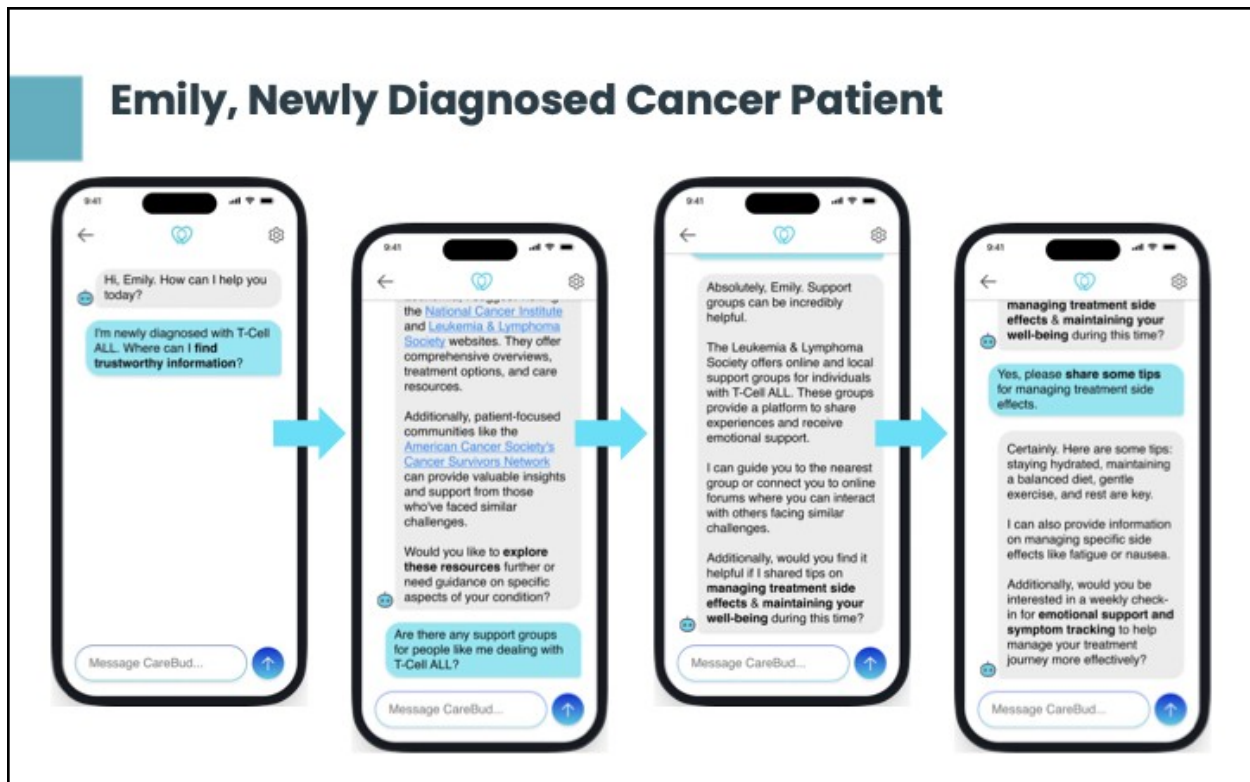 Emily, Newly Diagnosed Cancer Patient
9:41
Hi, Emily. How can I help you
today?
I'm newly diagnosed with T-Cell
ALL. Where can I find
trustworthy information?
Message CareBud...
9:41
the National Cancer Institute
and Leukemia & Lymphoma
Society websites. They offer
comprehensive overviews,
treatment options, and care
resources.
Additionally, patient-focused
communities like the
American Cancer Society's
Cancer Survivors Network
can provide valuable insights
and support from those
who've faced similar
challenges.
Would you like to explore
these resources further or
need guidance on specific
aspects of your condition?
Are there any support groups
for people like me dealing with
T-Cell ALL?
Message CareBud...
9:41
Absolutely, Emily. Support
groups can be incredibly
helpful.
The Leukemia & Lymphoma
Society offers online and local
support groups for individuals
with T-Cell ALL. These groups
provide a platform to share
experiences and receive
emotional support.
I can guide you to the nearest
group or connect you to online
forums where you can interact
with others facing similar
challenges.
Additionally, would you find it
helpful if I shared tips on
managing treatment side
effects & maintaining your
well-being during this time?
Message CareBud...
9:41
managing treatment side
effects & maintaining your
well-being during this time?
Yes, please share some tips
for managing treatment side
effects.
Certainly. Here are some tips:
staying hydrated, maintaining
a balanced diet, gentle
exercise, and rest are key.
I can also provide information
on managing specific side
effects like fatigue or nausea.
Additionally, would you be
interested in a weekly check-
in for emotional support and
symptom tracking to help
manage your treatment
journey more effectively?
Message CareBud...